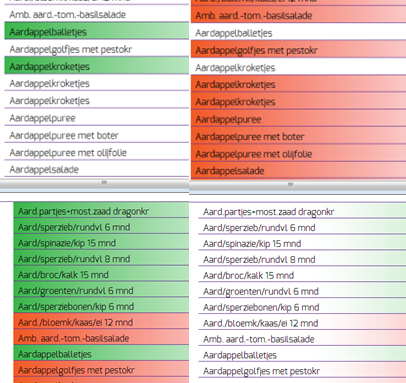 Amb. aard.-tom.-basilsalade
Aardappelballetjes
Aardappelgolfjes met pestokr
Aardappelkroketjes
Aardappelkroketjes
Aardappelkroketjes
Aardappelpuree
Aardappelpuree met boter
Aardappelpuree met olijfolie
Aardappelsalade
Amb. aard.-tom.-basilsalade
Aardappelballetjes
Aardappelgolfjes met pestokr
Aardappelkroketjes
Aardappelkroketjes
Aardappelkroketjes
Aardappelpuree
Aardappelpuree met boter
Aardappelpuree met olijfolie
Aardappelsalade
Aard.partjes+most.zaad dragonkr
Aard/sperzieb/rundvl 6 mnd
Aard/spinazie/kip 15 mnd
Aard/sperzieb/rundvl 8 mnd
Aard/broc/kalk 15 mnd
Aard/groenten/rundvl 6 mnd
Aard/sperziebonen/kip 6 mnd
Aard./bloemk/kaas/ei 12 mnd
Amb. aard.-tom.-basilsalade
Aardappelballetjes
Aardappelgolfjes met pestokr
Aard.partjes+most.zaad dragonkr
Aard/sperzieb/rundvl 6 mnd
Aard/spinazie/kip 15 mnd
Aard/sperzieb/rundvl 8 mnd
Aard/broc/kalk 15 mnd
Aard/groenten/rundvl 6 mnd
Aard/sperziebonen/kip 6 mnd
Aard./bloemk/kaas/ei 12 mnd
Amb. aard.-tom.-basilsalade
Aardappelballetjes
Aardappelgolfjes met pestokr